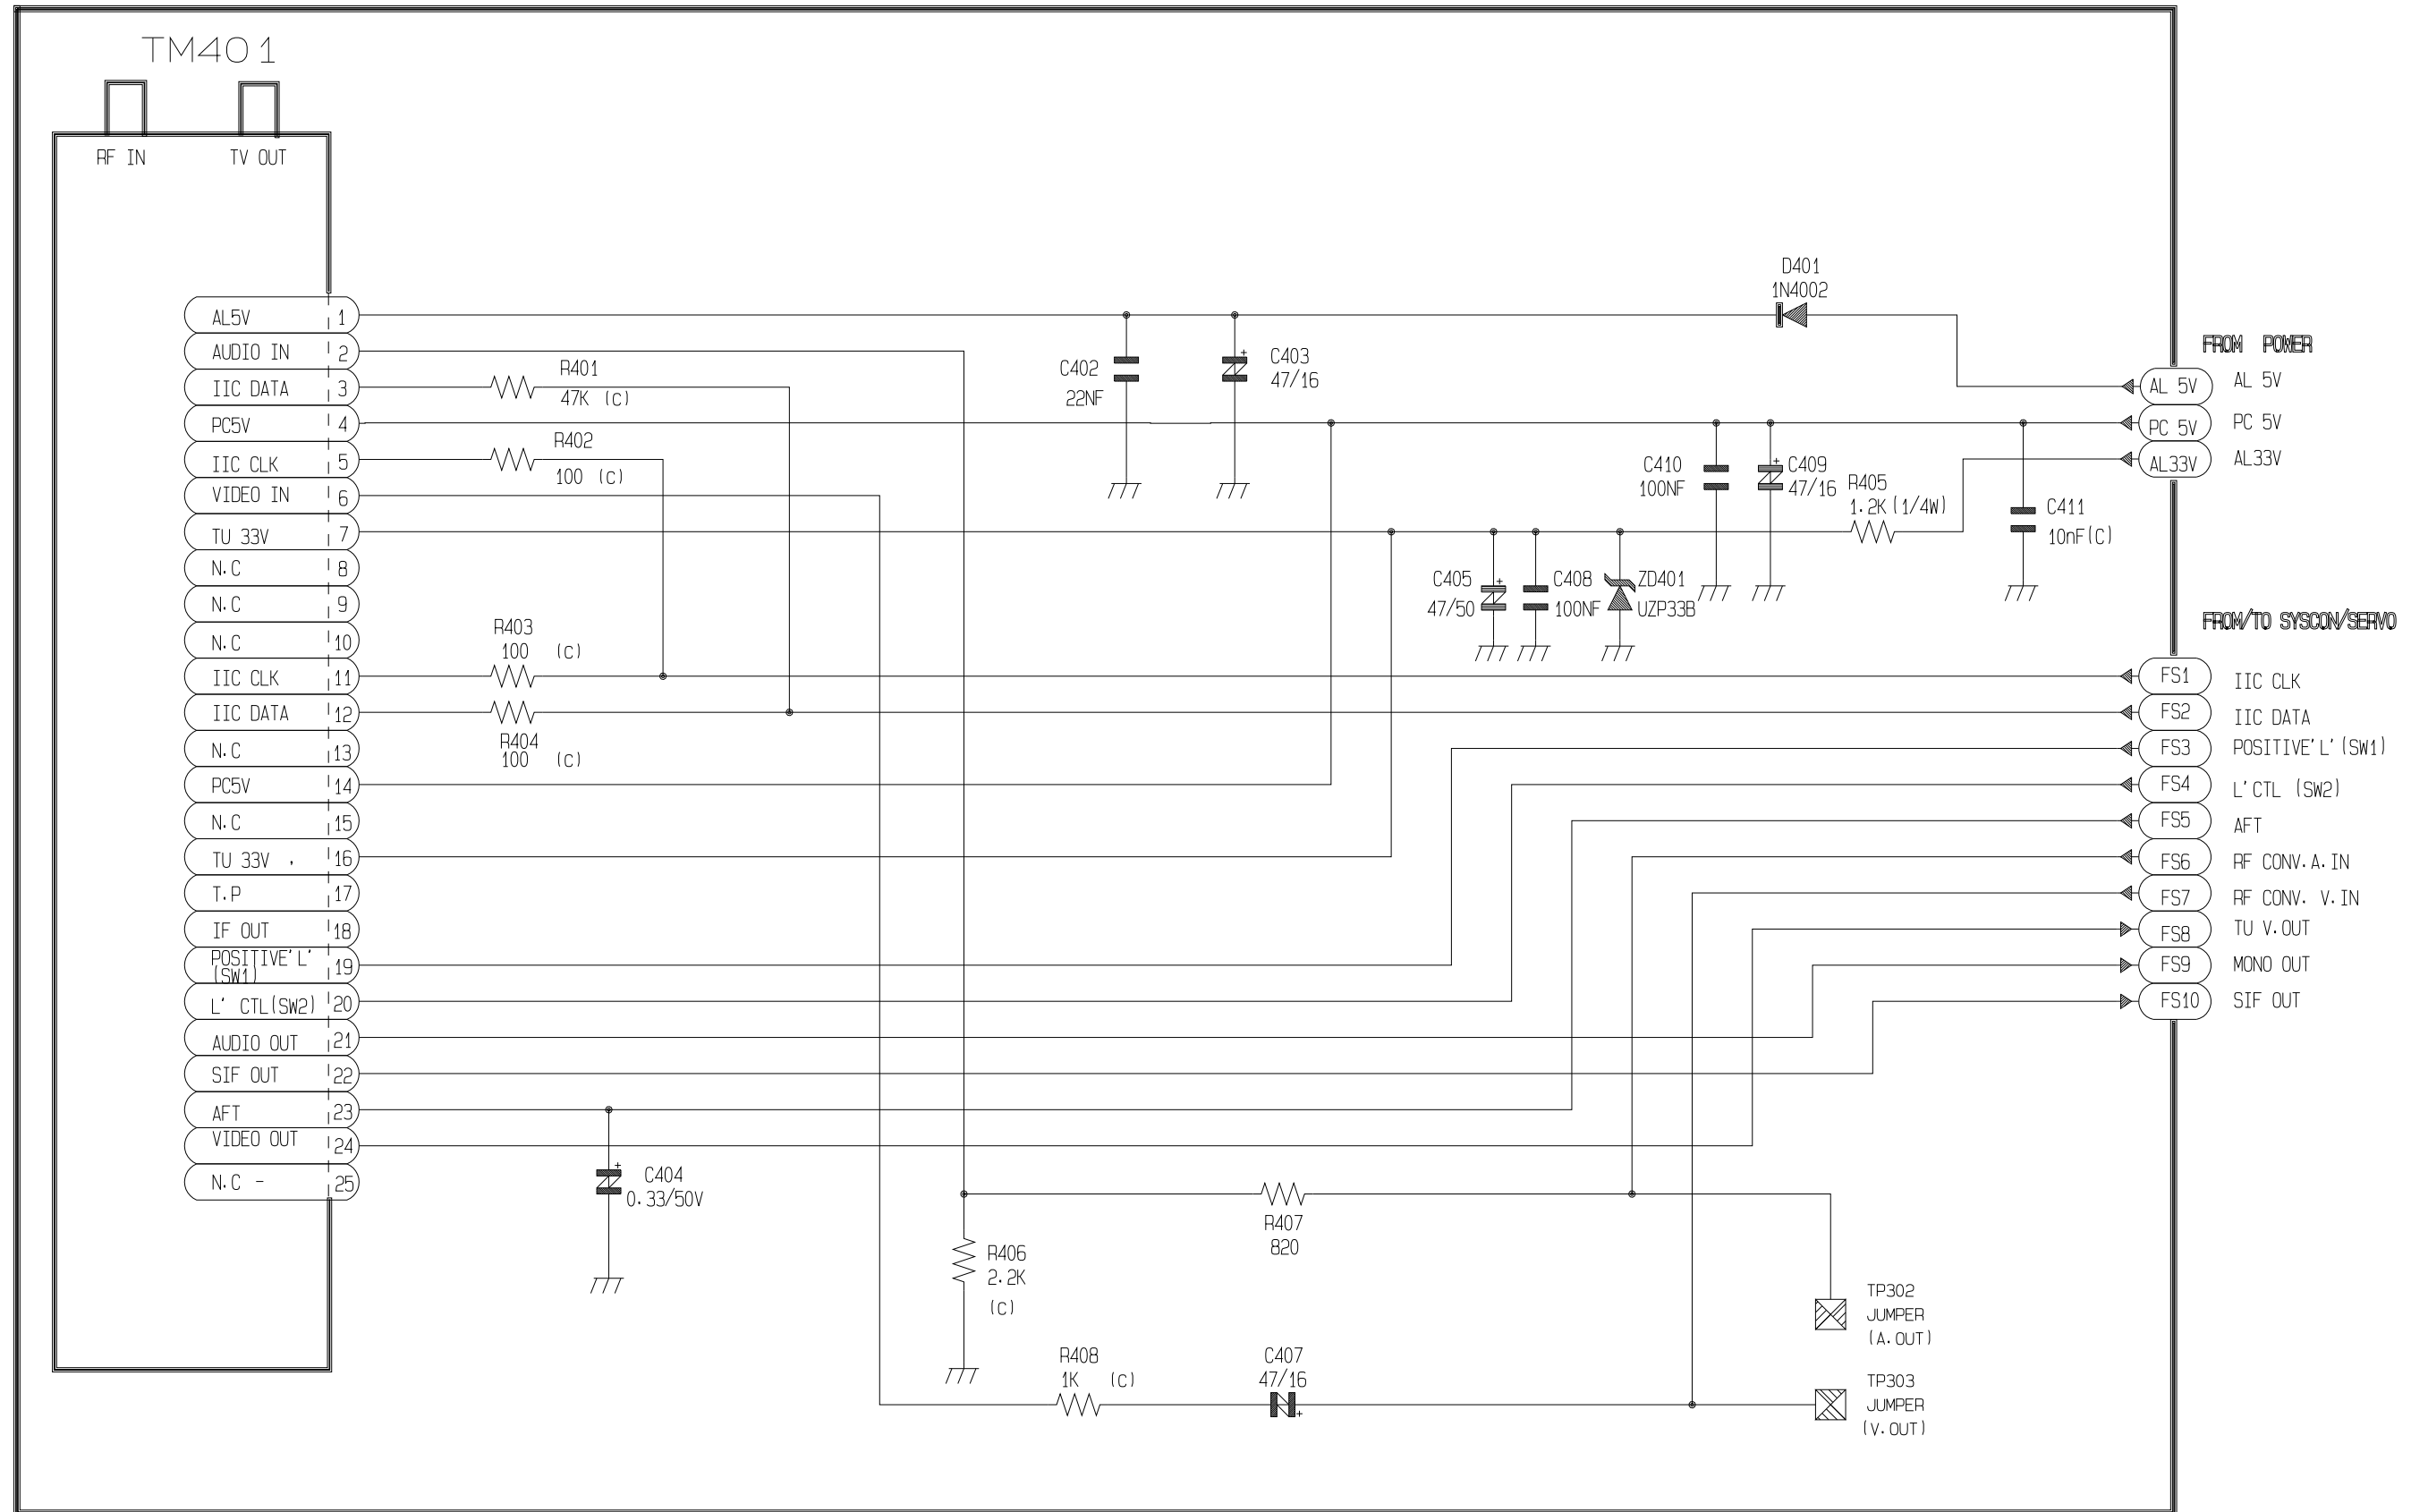 TM401
RF IN
TV OUT
AL5V 1
AUDIO IN 2
IIC DATA 3
PC5V 4
IIC CLK 5
VIDEO IN 6
TU 33V 7
N.C 8
N.C 9
N.C 10
IIC CLK 11
IIC DATA 12
N.C 13
PC5V 14
N.C 15
TU 33V . 16
T.P 17
IF OUT 18
POSITIVE'L'
(SW1) 19
L' CTL(SW2) 20
AUDIO OUT 21
SIF OUT 22
AFT 23
VIDEO OUT 24
N.C - 25
R401
47K (C)
R402
100 (C)
R403
100 (C)
R404
100 (C)
C402
22NF
+ C403
47/16
D401
1N4002
C410
100NF
+ C409
47/16
R405
1.2K(1/4W)
C411
10nF(C)
C405 +
47/50
C408
100NF
ZD401
UZP33B
+
C404
0.33/50V
R406
2.2K
(C)
R407
820
R408
1K (C)
C407
47/16
+
TP302
JUMPER
(A.OUT)
TP303
JUMPER
(V.OUT)
FROM POWER
AL 5V AL 5V
PC 5V PC 5V
AL33V AL33V
FROM/TO SYSCON/SERVO
FS1 IIC CLK
FS2 IIC DATA
FS3 POSITIVE'L'(SW1)
FS4 L'CTL (SW2)
FS5 AFT
FS6 RF CONV.A.IN
FS7 RF CONV. V.IN
FS8 TU V.OUT
FS9 MONO OUT
FS10 SIF OUT